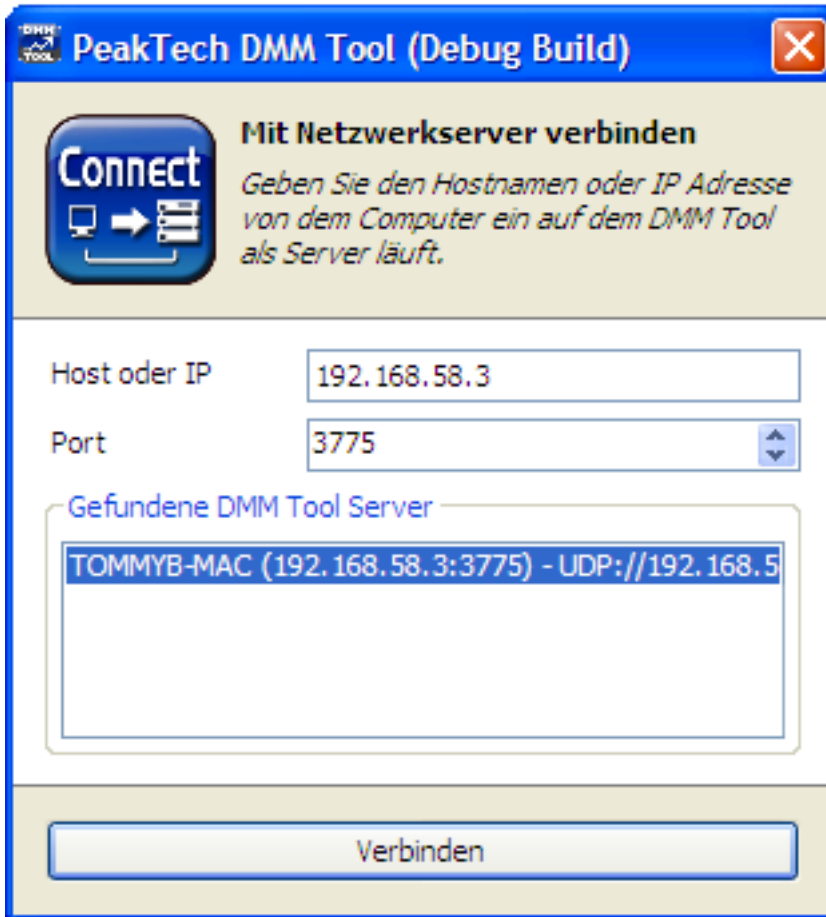 DMM
TOOL
PeakTech DMM Tool (Debug Build)
Connect
Mit Netzwerkserver verbinden
Geben Sie den Hostnamen oder IP Adresse
von dem Computer ein auf dem DMM Tool
als Server läuft.
Host oder IP
192.168.58.3
Port
3775
Gefundene DMM Tool Server
TOMMYB-MAC (192.168.58.3:3775) - UDP://192.168.5
Verbinden